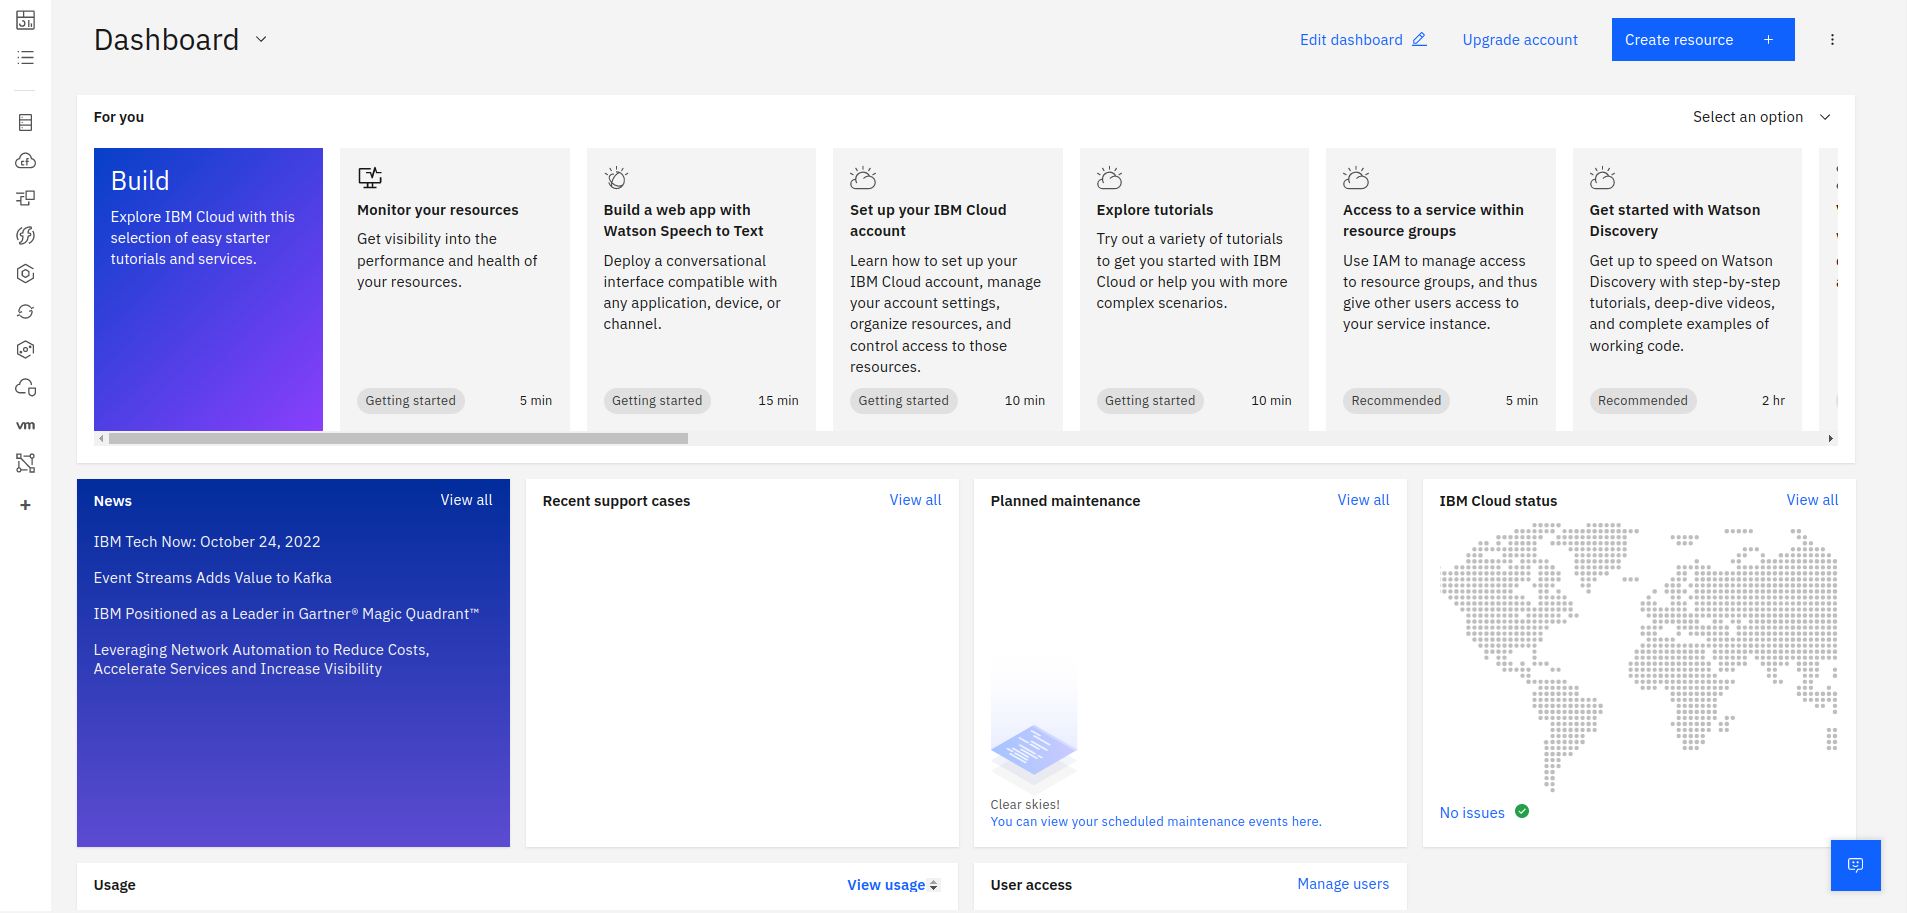 Dashboard
Edit dashboard
Upgrade account
Create resource +
For you
Select an option
Build
Explore IBM Cloud with this
selection of easy starter
tutorials and services.
Monitor your resources
Get visibility into the
performance and health of
your resources.
Getting started
5 min
Build a web app with
Watson Speech to Text
Deploy a conversational
interface compatible with
any application, device, or
channel.
Getting started
15 min
Set up your IBM Cloud
account
Learn how to set up your
IBM Cloud account, manage
your account settings,
organize resources, and
control access to those
resources.
Getting started
10 min
Explore tutorials
Try out a variety of tutorials
to get you started with IBM
Cloud or help you with more
complex scenarios.
Getting started
10 min
Access to a service within
resource groups
Use IAM to manage access
to resource groups, and thus
give other users access to
your service instance.
Recommended
5 min
Get started with Watson
Discovery
Get up to speed on Watson
Discovery with step-by-step
tutorials, deep-dive videos,
and complete examples of
working code.
Recommended
2 hr
cf
vm
+
News
View all
IBM Tech Now: October 24, 2022
Event Streams Adds Value to Kafka
IBM Positioned as a Leader in Gartner® Magic Quadrant™
Leveraging Network Automation to Reduce Costs,
Accelerate Services and Increase Visibility
Recent support cases
View all
Planned maintenance
View all
Clear skies!
You can view your scheduled maintenance events here.
IBM Cloud status
View all
No issues
Usage
View usage
User access
Manage users